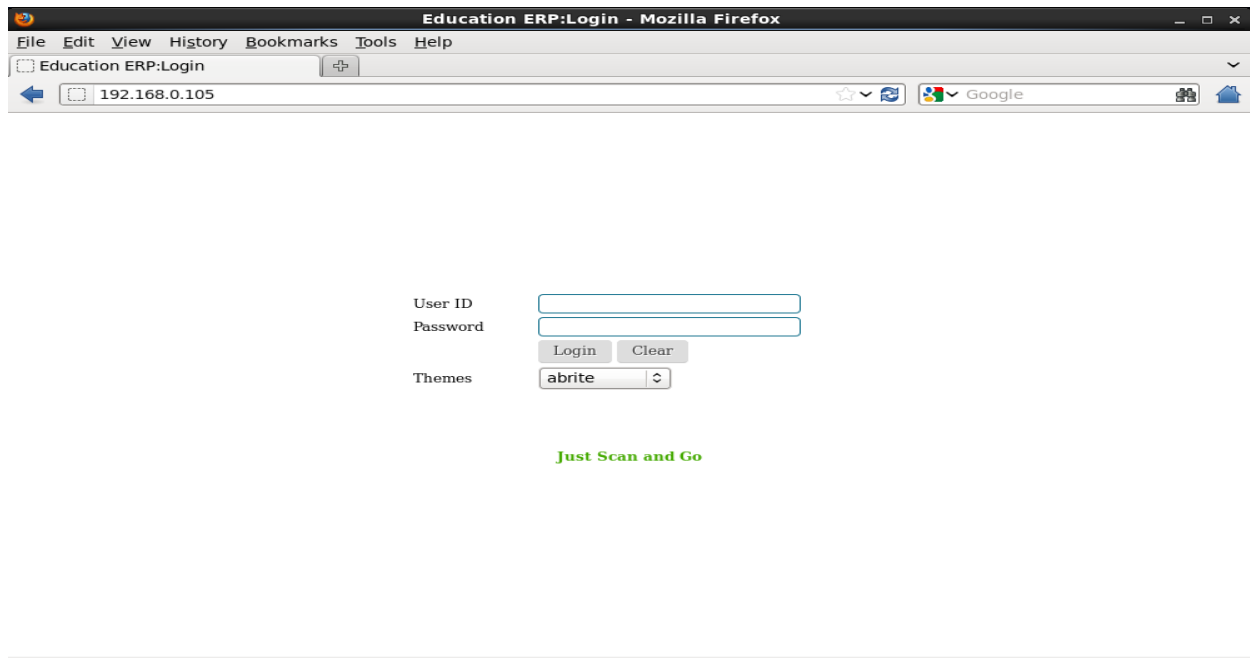 Education ERP:Login - Mozilla Firefox
File Edit View History Bookmarks Tools Help
Education ERP:Login
192.168.0.105 Google
User ID
Password
Login Clear
Themes abrite
Just Scan and Go